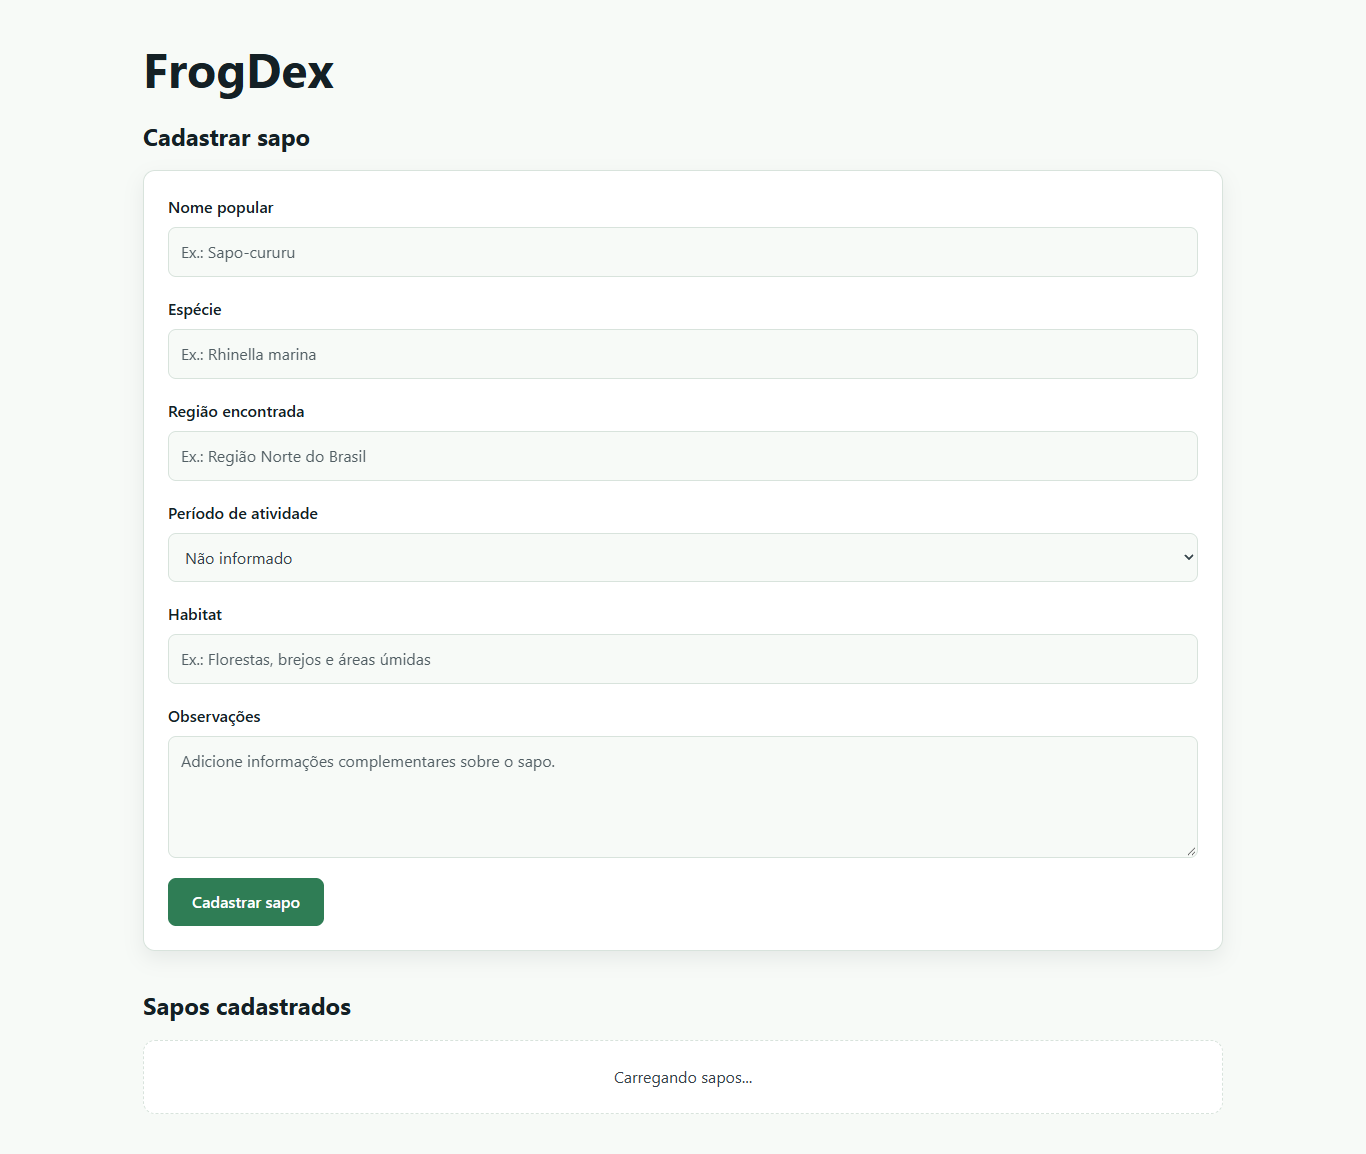 FrogDex
Cadastrar sapo
Nome popular
Ex.: Sapo-cururu
Espécie
Ex.: Rhinella marina
Região encontrada
Ex.: Região Norte do Brasil
Período de atividade
Não informado
Habitat
Ex.: Florestas, brejos e áreas úmidas
Observações
Adicione informações complementares sobre o sapo.
Cadastrar sapo
Sapos cadastrados
Carregando sapos...